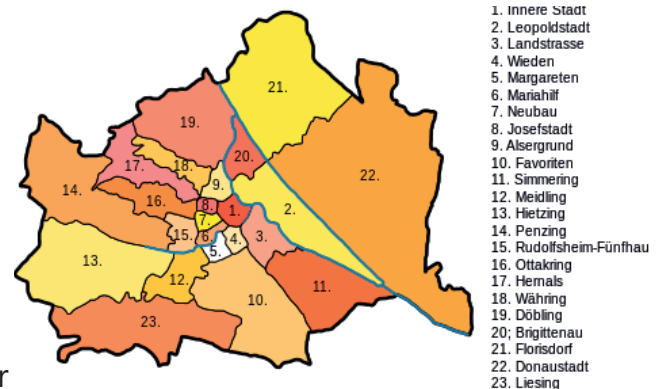 1. Innere Stadt
2. Leopoldstadt
3. Landstrasse
4. Wieden
5. Margareten
6. Mariahilf
7. Neubau
8. Josefstadt
9. Alsergrund
10. Favoriten
11. Simmering
12. Meidling
13. Hietzing
14. Penzing
15. Rudolfsheim-Fünfhau
16. Ottakring
17. Hernals
18. Währing
19. Döbling
20; Brigittenau
21. Florisdorf
22. Donaustadt
23. Liesing
21.
19.
20.
17.
18.
22.
9.
14.
16.
8.
1.
2.
7.
15.
6.
4.
3.
5.
13.
12.
11.
10.
23.
r